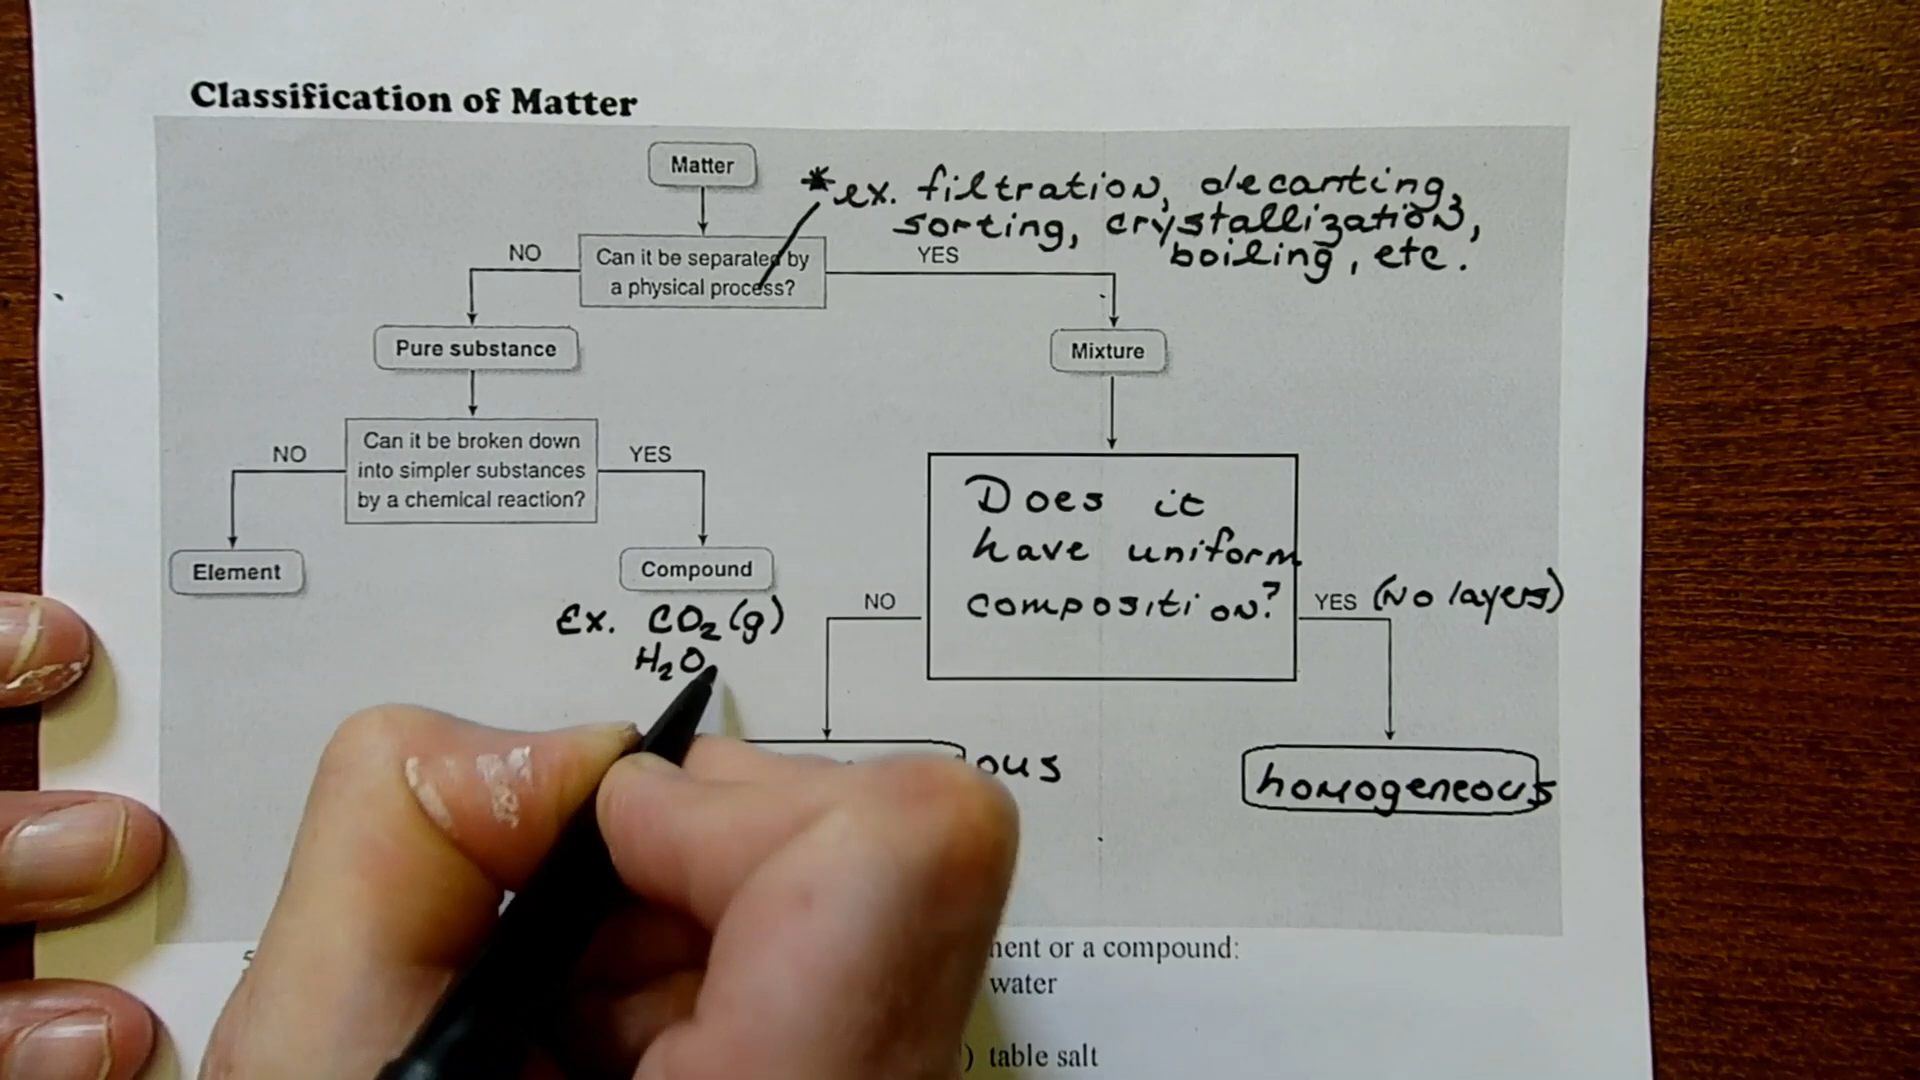 Classification of Matter
Matter
*ex. filtration, decanting,
sorting, crystallization,
boiling, etc.
NO
Can it be separated by
a physical process?
YES
Pure substance
Mixture
NO
Can it be broken down
into simpler substances
by a chemical reaction?
YES
Does it
have uniform
composition?
Element
Compound
NO
YES (No layers)
Ex. CO₂(g)
H₂O
homogeneous
or a compound:
water
) table salt